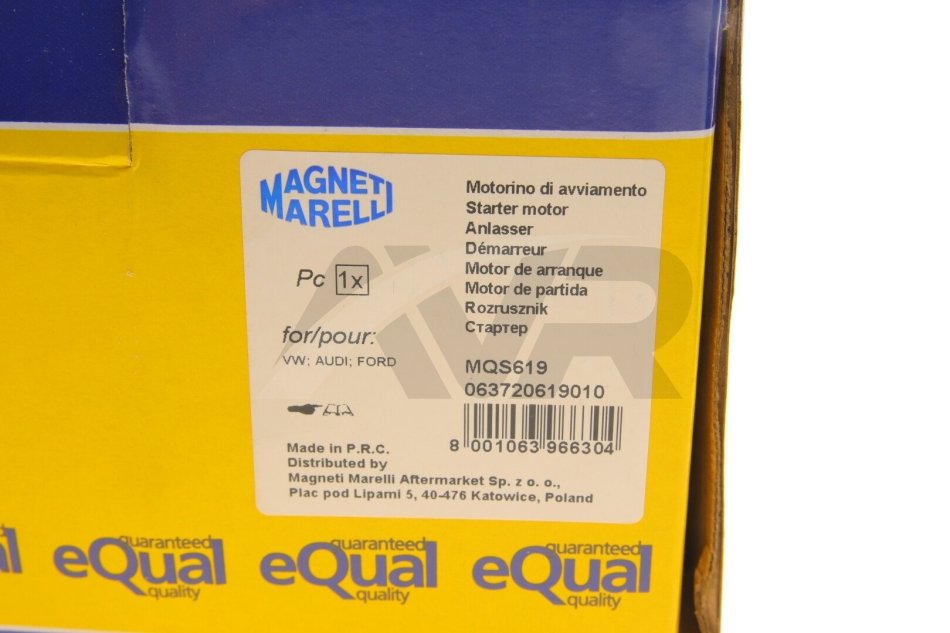 MAGNETI
MARELLI
Pc 1x
for/pour:
VW; AUDI; FORD
Motorino di avviamento
Starter motor
Anlasser
Démarreur
Motor de arranque
Motor de partida
Rozrusznik
Стартер
MQS619
063720619010
8 001063 966304
Made in P.R.C.
Distributed by
Magneti Marelli Aftermarket Sp. z o. o.,
Plac pod Lipami 5, 40-476 Katowice, Poland
AVR
guaranteed
eQual
quality
guaranteed
eQual
quality
guaranteed
eQual
quality